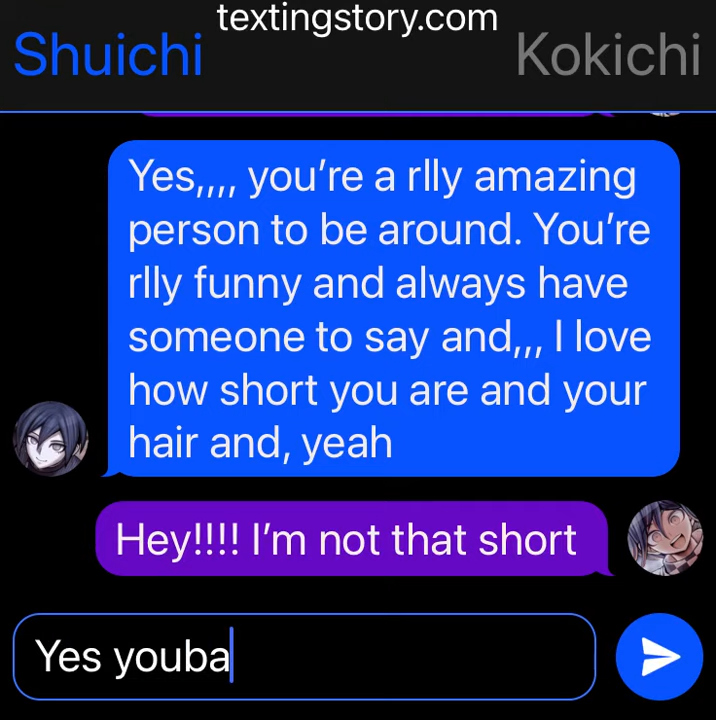 textingstory.com
Shuichi
Kokichi
Yes,,,, you’re a rlly amazing
person to be around. You’re
rlly funny and always have
someone to say and,,, I love
how short you are and your
hair and, yeah
Hey!!!! I’m not that short
Yes youba